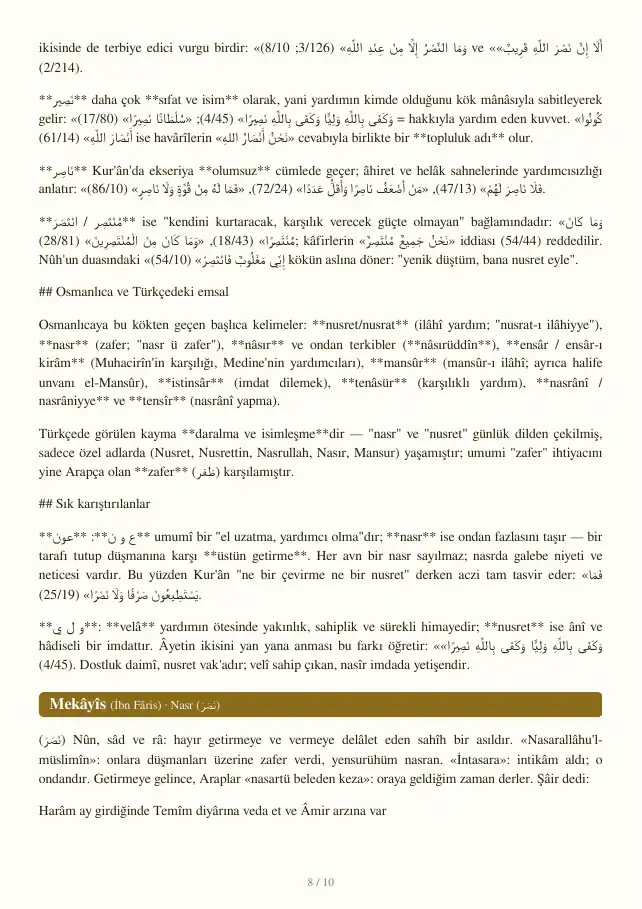 ikisinde de terbiye edici vurgu birdir: «وَمَا النَّصْرُ إِلَّا مِنْ عِنْدِ اللَّهِ» (3/126; 8/10) ve «أَلَا إِنَّ نَصْرَ اللَّهِ قَرِيبٌ»
(2/214).
**نَصِير** daha çok **sıfat ve isim** olarak, yani yardımın kimde olduğunu kök mânâsıyla sabitleyerek
gelir: «وَكَفَى بِاللَّهِ وَلِيًّا وَكَفَى بِاللَّهِ نَصِيرًا» (4/45); «سُلْطَانًا نَصِيرًا» (17/80) = hakkıyla yardım eden kuvvet. «كُونُوا
أَنْصَارَ اللَّهِ» (61/14) ise havârîlerin «نَحْنُ أَنْصَارُ اللهِ» cevabıyla birlikte bir **topluluk adı** olur.
**نَاصِر** Kur'ân'da ekseriya **olumsuz** cümlede geçer; âhiret ve helâk sahnelerinde yardımcısızlığı
anlatır: «فَمَا لَهُ مِنْ قُوَّةٍ وَلَا نَاصِرٍ» (86/10), «مَنْ أَضْعَفُ نَاصِرًا وَأَقَلُّ عَدَدًا» (72/24), «فَلَا نَاصِرَ لَهُمْ» (47/13).
**انْتَصَرَ / مُنْتَصِر** ise "kendini kurtaracak, karşılık verecek güçte olmayan" bağlamındadır: «وَمَا كَانَ
مُنْتَصِرًا» (18/43), «وَمَا كَانَ مِنَ الْمُنْتَصِرِينَ» (28/81); kâfirlerin «نَحْنُ جَمِيعٌ مُنْتَصِرٌ» iddiası (54/44) reddedilir.
Nûh'un duasındaki «إِنِّي مَغْلُوبٌ فَانْتَصِرْ» (54/10) kökün aslına döner: "yenik düştüm, bana nusret eyle".
## Osmanlıca ve Türkçedeki emsal
Osmanlıcaya bu kökten geçen başlıca kelimeler: **nusret/nusrat** (ilâhî yardım; "nusrat-ı ilâhiyye"),
**nasr** (zafer; "nasr ü zafer"), **nâsır** ve ondan terkibler (**nâsırüddîn**), **ensâr / ensâr-ı
kirâm** (Muhacirîn'in karşılığı, Medine'nin yardımcıları), **mansûr** (mansûr-ı ilâhî; ayrıca halife
unvanı el-Mansûr), **istinsâr** (imdat dilemek), **tenâsür** (karşılıklı yardım), **nasrânî /
nasrâniyye** ve **tensîr** (nasrânî yapma).
Türkçede görülen kayma **daralma ve isimleşme**dir — "nasr" ve "nusret" günlük dilden çekilmiş,
sadece özel adlarda (Nusret, Nusrettin, Nasrullah, Nasır, Mansur) yaşamıştır; umumi "zafer" ihtiyacını
yine Arapça olan **zafer** (ظفر) karşılamıştır.
## Sık karıştırılanlar
**ع و ن**: **عون** umumî bir "el uzatma, yardımcı olma"dır; **nasr** ise ondan fazlasını taşır — bir
tarafı tutup düşmanına karşı **üstün getirme**. Her avn bir nasr sayılmaz; nasrda galebe niyeti ve
neticesi vardır. Bu yüzden Kur'ân "ne bir çevirme ne bir nusret" derken aczi tam tasvir eder: «فَمَا
يَسْتَطِيعُونَ صَرْفًا وَلَا نَصْرًا» (25/19).
**و ل ي**: **velâ** yardımın ötesinde yakınlık, sahiplik ve sürekli himayedir; **nusret** ise ânî ve
hâdiseli bir imdattır. Âyetin ikisini yan yana anması bu farkı öğretir: «وَكَفَى بِاللَّهِ وَلِيًّا وَكَفَى بِاللَّهِ نَصِيرًا»
(4/45). Dostluk daimî, nusret vak'adır; velî sahip çıkan, nasîr imdada yetişendir.
Mekâyîs (İbn Fâris) · Nasr (نَصَرَ)
(نَصَرَ) Nûn, sâd ve râ: hayır getirmeye ve vermeye delâlet eden sahîh bir asıldır. «Nasarallâhu'l-
müslimîn»: onlara düşmanları üzerine zafer verdi, yensurühüm nasran. «İntasara»: intikam aldı; o
ondandır. Getirmeye gelince, Araplar «nasartü beleden keza»: oraya geldiğim zaman derler. Şâir dedi:
Harâm ay girdiğinde Temîm diyârına veda et ve Âmir arzına var
8 / 10